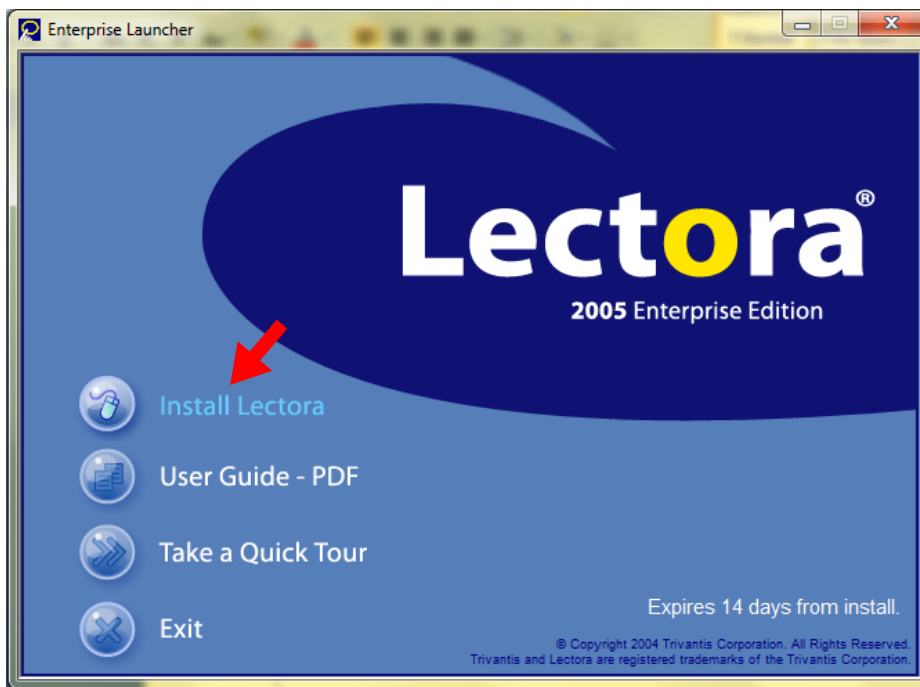 Enterprise Launcher
Lectora®
2005 Enterprise Edition
Install Lectora
User Guide - PDF
Take a Quick Tour
Exit
Expires 14 days from install.
© Copyright 2004 Trivantis Corporation. All Rights Reserved.
Trivantis and Lectora are registered trademarks of the Trivantis Corporation.